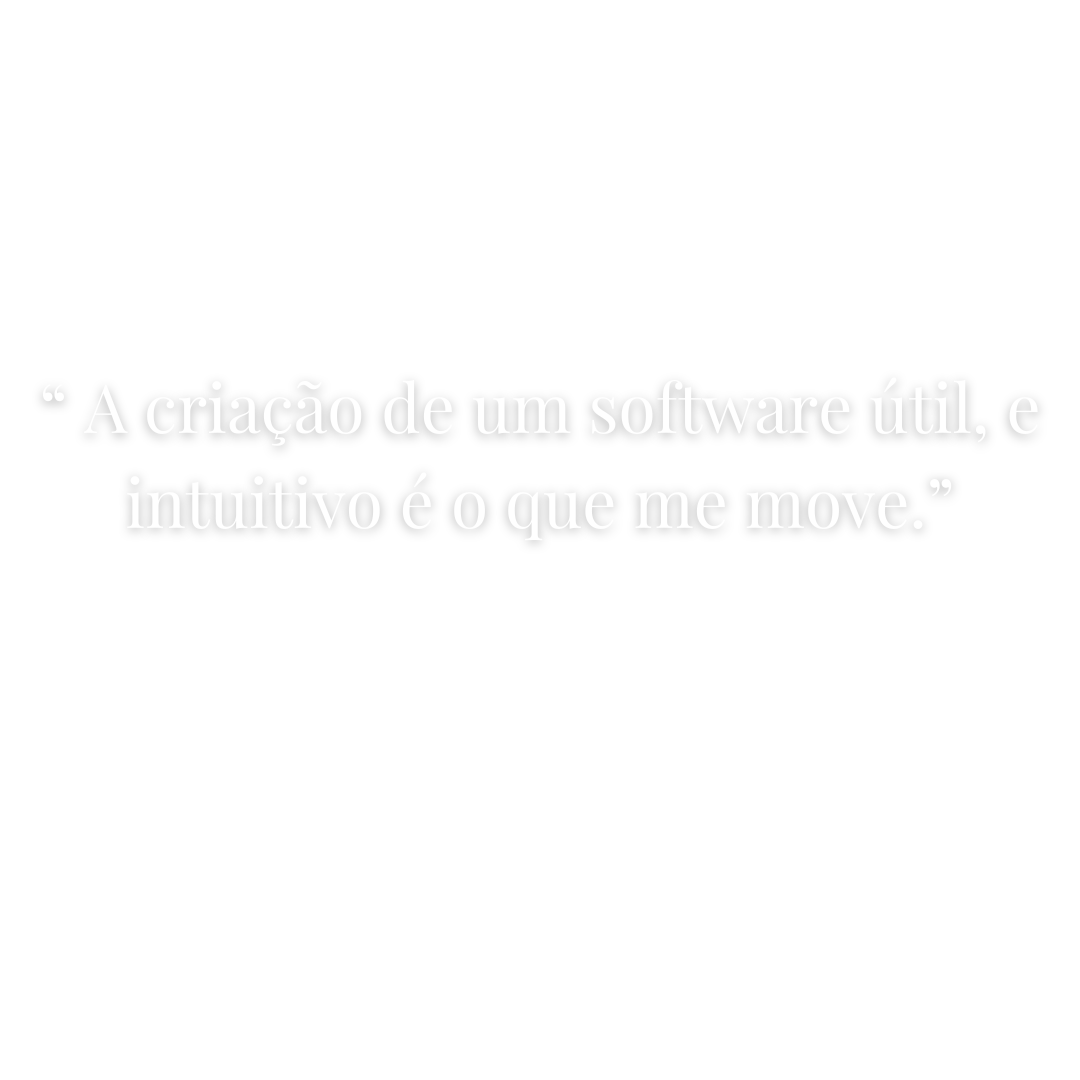 “ A criação de um software útil, e
intuitivo é o que me move.”